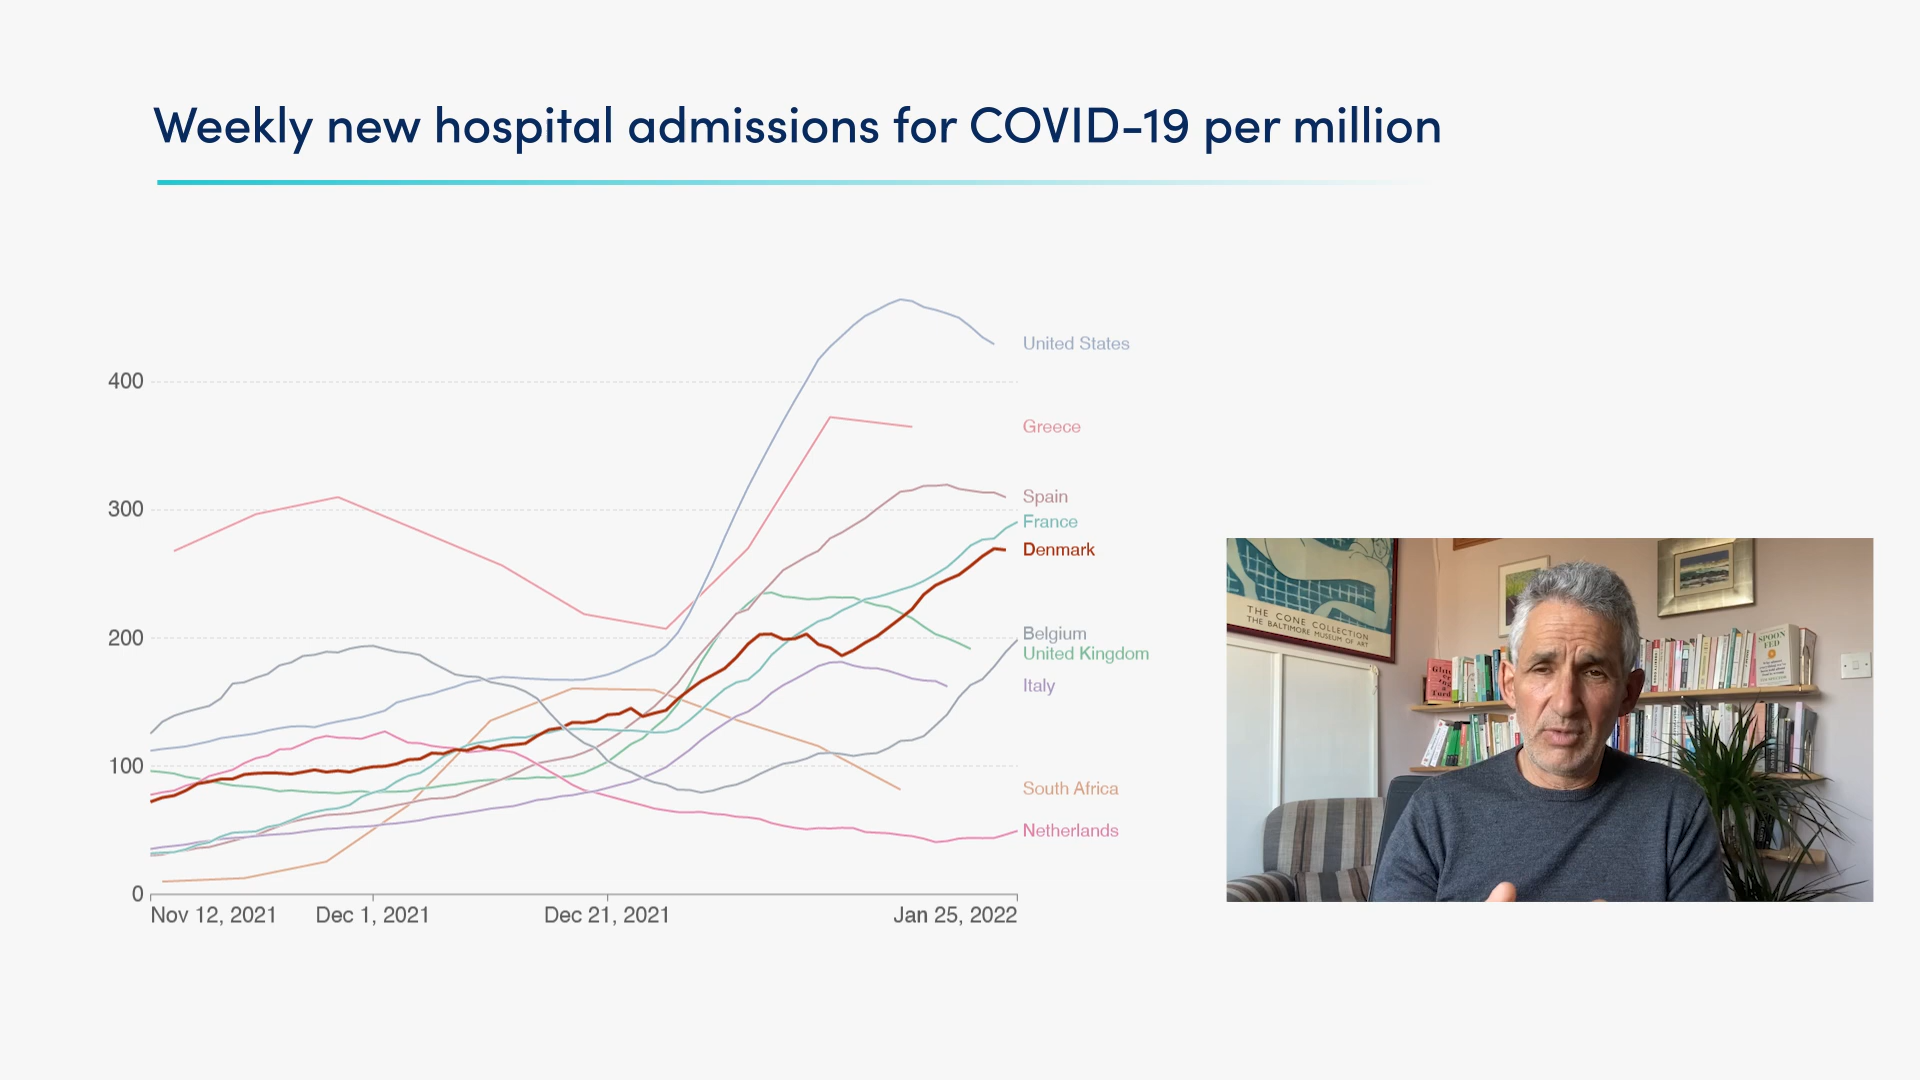 Weekly new hospital admissions for COVID-19 per million
400
300
200
100
0
Nov 12, 2021
Dec 1, 2021
Dec 21, 2021
Jan 25, 2022
United States
Greece
Spain
France
Denmark
Belgium
United Kingdom
Italy
South Africa
Netherlands
THE CONE COLLECTION
THE BALTIMORE MUSEUM OF ART
SPOON
FED